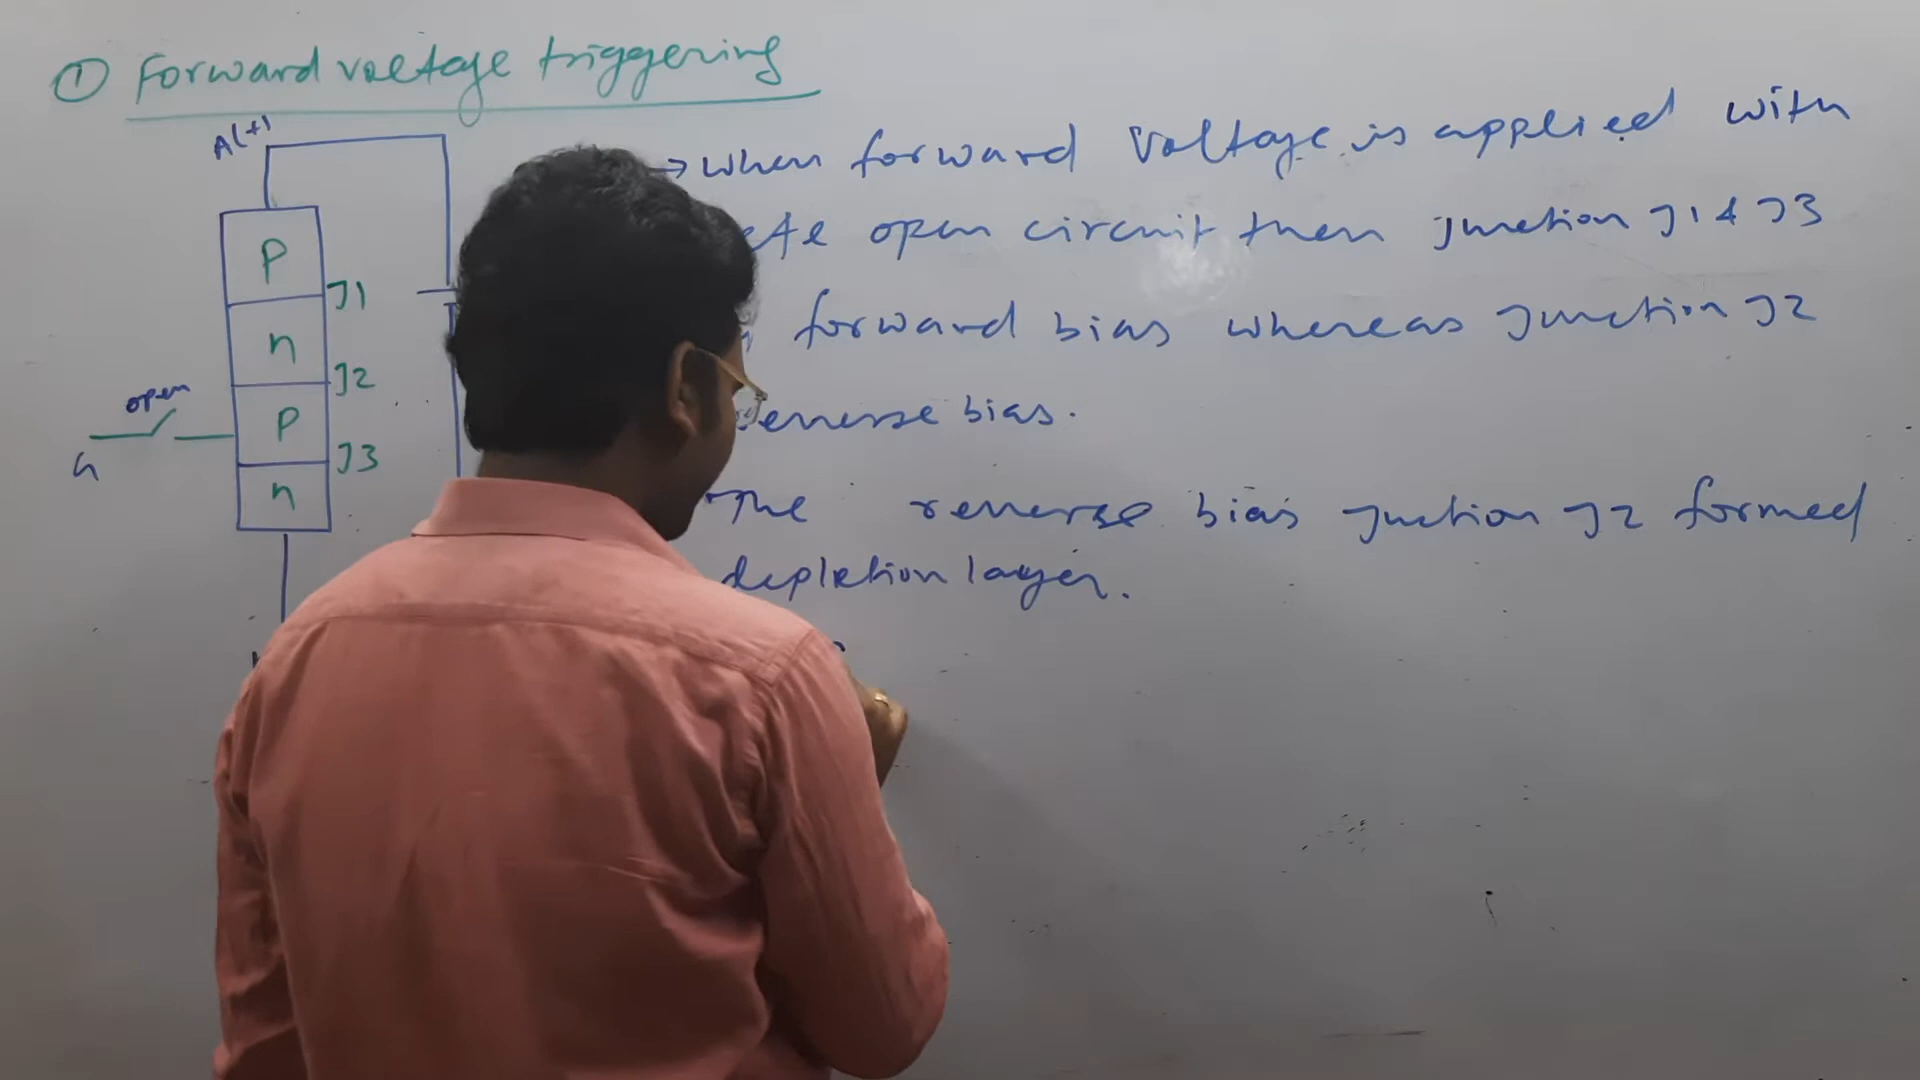 ① Forward voltage triggering
A(+)
→ when forward voltage is applied with
open circuit then junction J1 & J3
forward bias whereas junction J2
reverse bias.
The reverse bias juction J2 formed
depletion layer.
P
J1
n
J2
open
P
G
J3
n